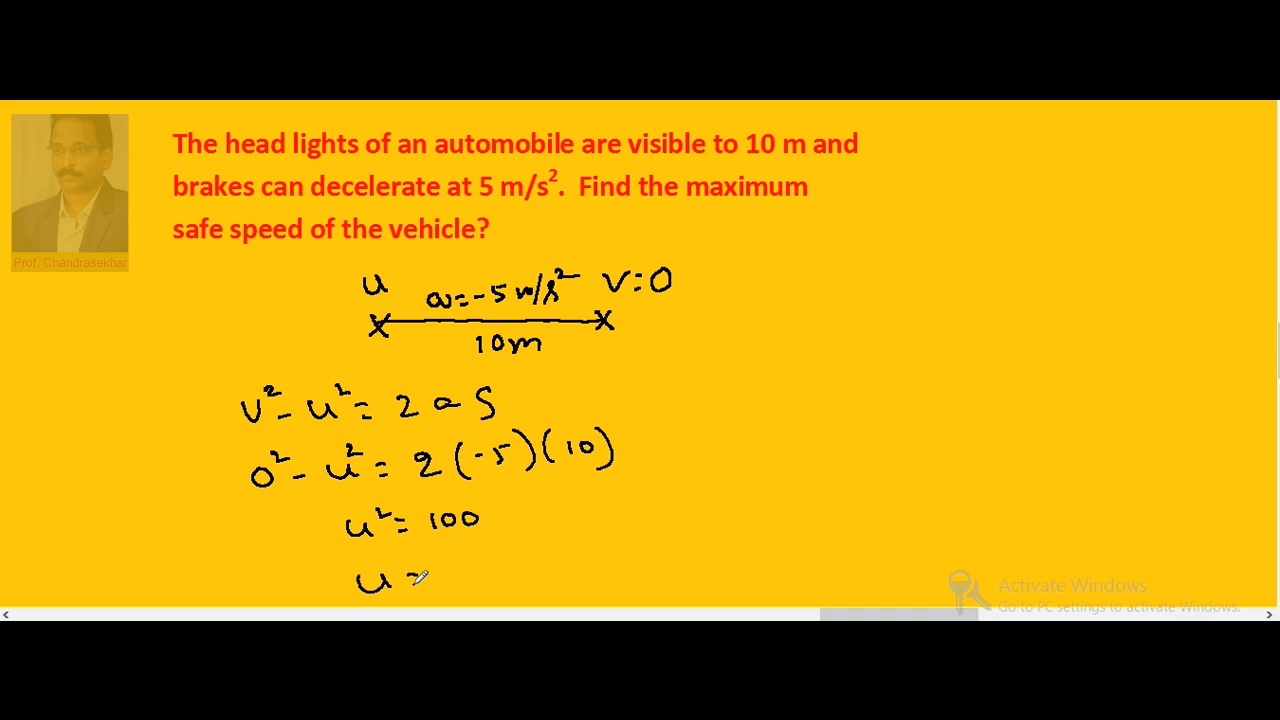 The head lights of an automobile are visible to 10 m and
brakes can decelerate at 5 m/s². Find the maximum
safe speed of the vehicle?
Prof. Chandrasekhar
u a=-5 m/s² v=0
10m
v² - u² = 2 a S
0² - u² = 2 (-5) (10)
u² = 100
u =
Activate Windows
Go to PC settings to activate Windows.